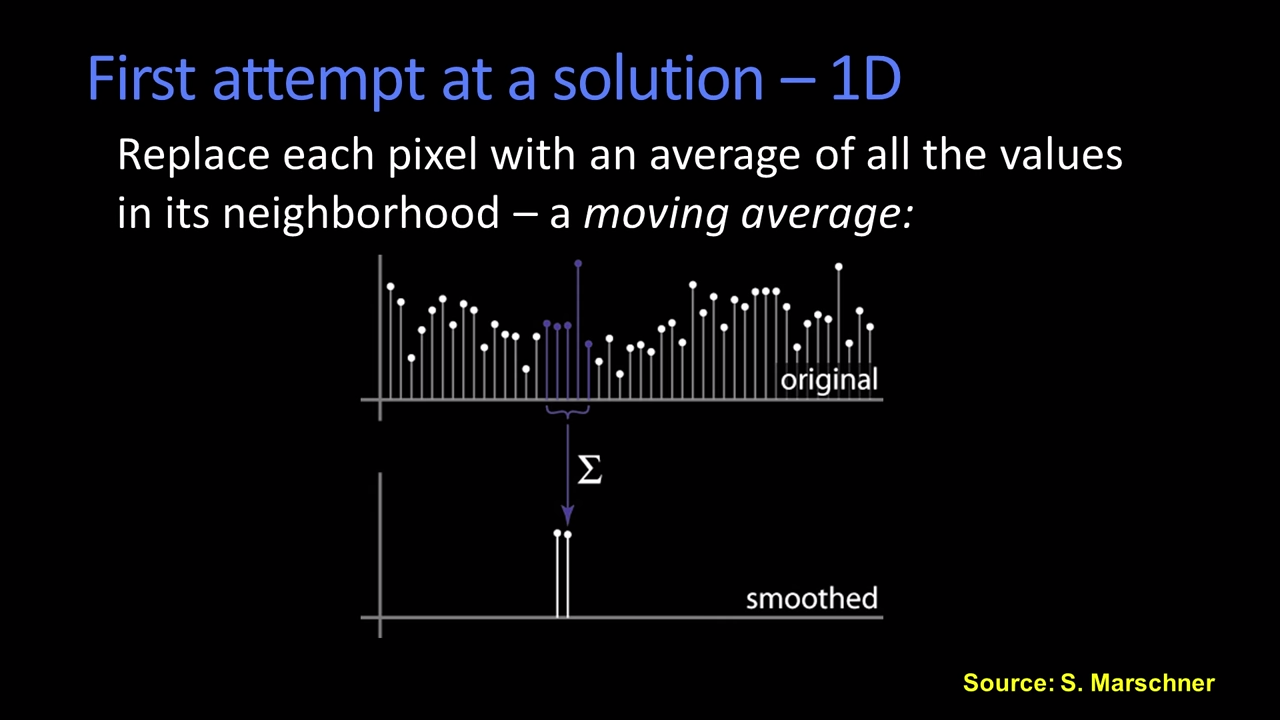 First attempt at a solution – 1D
Replace each pixel with an average of all the values
in its neighborhood – a moving average:
original
Σ
smoothed
Source: S. Marschner